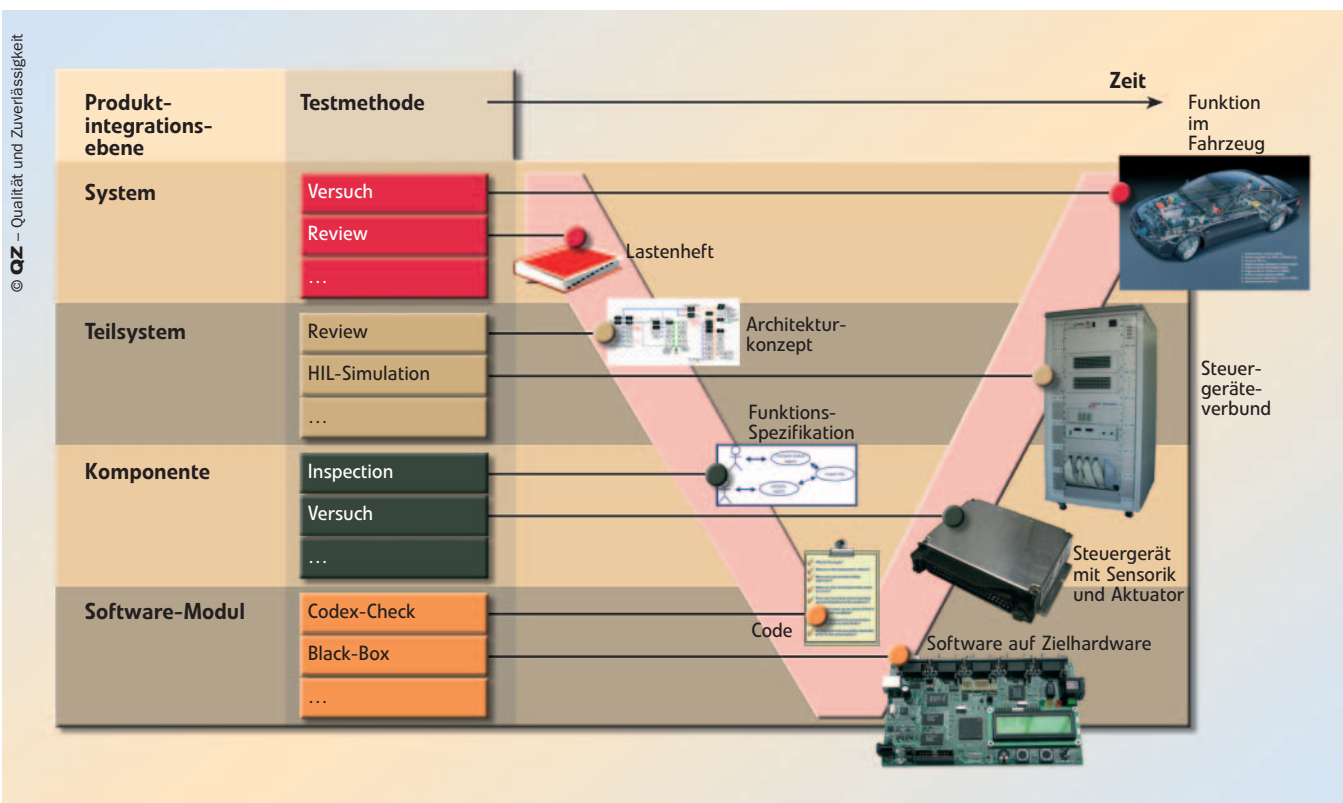 © QZ – Qualität und Zuverlässigkeit
Produkt-
integrations-
ebene
Testmethode
Zeit
Funktion
im
Fahrzeug
System
Versuch
Review
...
Lastenheft
Teilsystem
Review
HIL-Simulation
...
Architektur-
konzept
Steuer-
geräte-
verbund
Komponente
Inspection
Versuch
...
Funktions-
Spezifikation
Steuergerät
mit Sensorik
und Aktuator
Software-Modul
Codex-Check
Black-Box
...
Code
Software auf Zielhardware